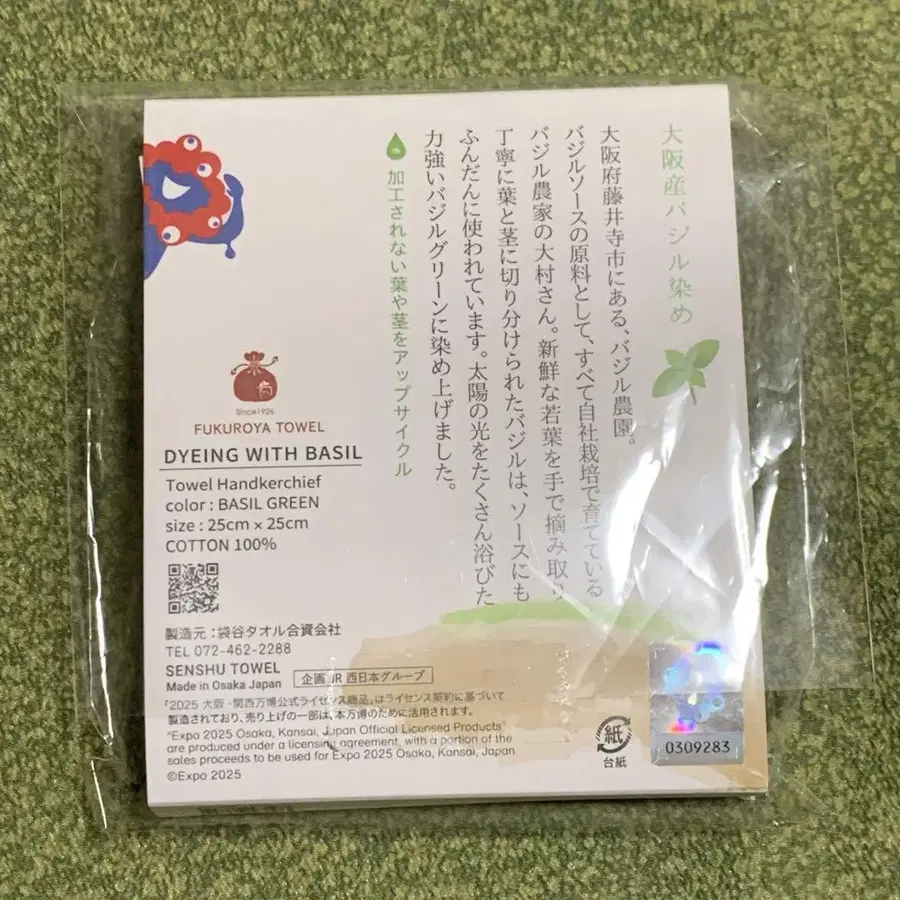 大阪産バジル染め
大阪府藤井寺市にある、バジル農園。
バジルソースの原料として、すべて自社栽培で育てている
バジル農家の大村さん。新鮮な若葉を手で摘み取り
丁寧に葉と茎に切り分けられたバジルは、ソースにも
ふんだんに使われています。太陽の光をたくさん浴びた
力強いバジルグリーンに染め上げました。
加工されない葉や茎をアップサイクル
Since1926
FUKUROYA TOWEL
DYEING WITH BASIL
Towel Handkerchief
color : BASIL GREEN
size : 25cm × 25cm
COTTON 100%
製造元：袋谷タオル合資会社
TEL 072-462-2288
SENSHU TOWEL
Made in Osaka Japan
企画 JR 西日本グループ
「2025 大阪・関西万博公式ライセンス商品」はライセンス契約に基づいて
製造されており、売り上げの一部は、本万博のために活用されます。
"Expo 2025 Osaka, Kansai, Japan Official Licensed Products"
are produced under a licensing agreement, with a portion of the
sales proceeds to be used for Expo 2025 Osaka, Kansai, Japan
©Expo 2025
紙
台紙
0309283